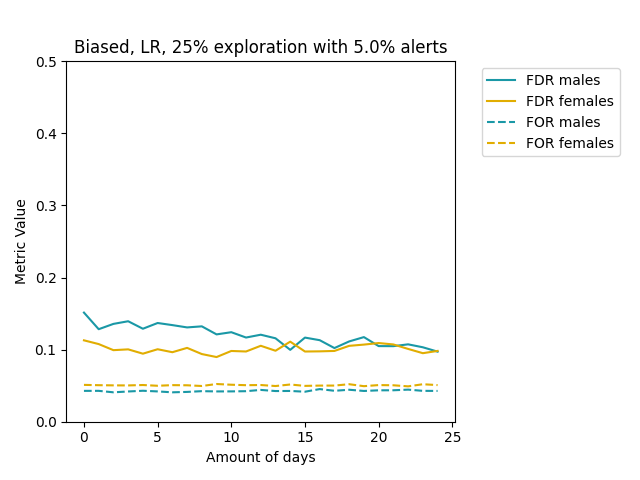 Biased, LR, 25% exploration with 5.0% alerts
0.5
0.4
0.3
0.2
0.1
0.0
Metric Value
0 5 10 15 20 25
Amount of days
FDR males
FDR females
FOR males
FOR females